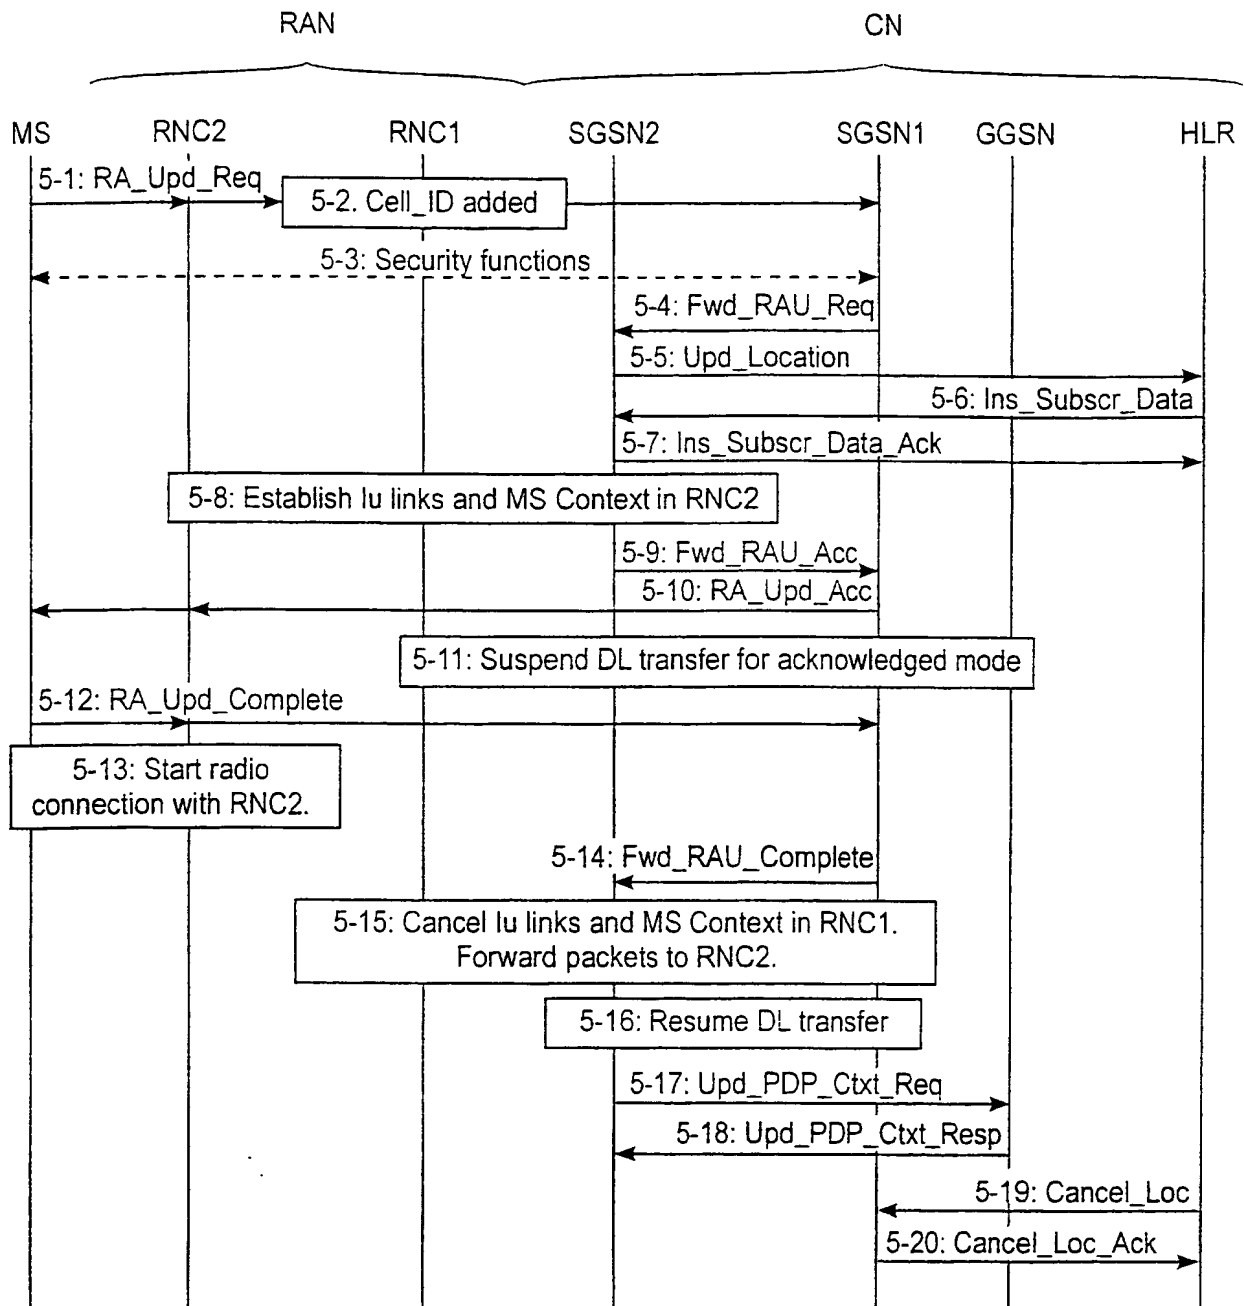 RAN CN
MS RNC2 RNC1 SGSN2 SGSN1 GGSN HLR
5-1: RA_Upd_Req
5-2. Cell_ID added
5-3: Security functions
5-4: Fwd_RAU_Req
5-5: Upd_Location
5-6: Ins_Subscr_Data
5-7: Ins_Subscr_Data_Ack
5-8: Establish Iu links and MS Context in RNC2
5-9: Fwd_RAU_Acc
5-10: RA_Upd_Acc
5-11: Suspend DL transfer for acknowledged mode
5-12: RA_Upd_Complete
5-13: Start radio
connection with RNC2.
5-14: Fwd_RAU_Complete
5-15: Cancel Iu links and MS Context in RNC1.
Forward packets to RNC2.
5-16: Resume DL transfer
5-17: Upd_PDP_Ctxt_Req
5-18: Upd_PDP_Ctxt_Resp
5-19: Cancel_Loc
5-20: Cancel_Loc_Ack